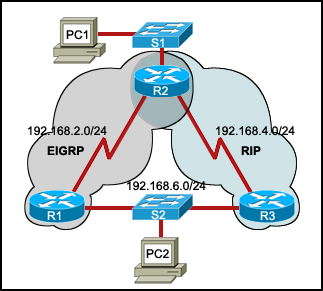 PC1
S1
R2
192.168.2.0/24
192.168.4.0/24
EIGRP
RIP
192.168.6.0/24
R1
S2
R3
PC2